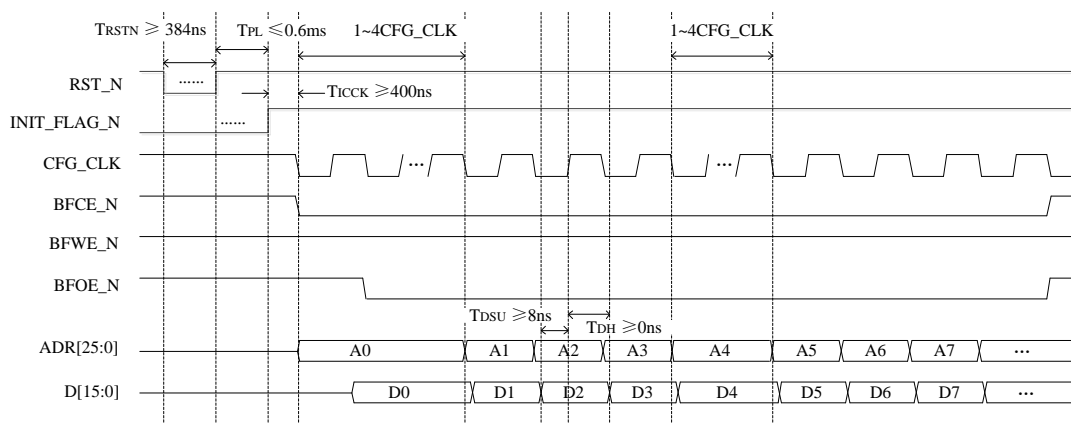 TRSTN ≥ 384ns
TPL ≤0.6ms
1~4CFG_CLK
1~4CFG_CLK
RST_N
......
TICCK ≥400ns
INIT_FLAG_N
......
CFG_CLK
...
...
BFCE_N
BFWE_N
BFOE_N
TDSU ≥8ns
TDH ≥0ns
ADR[25:0]
A0 A1 A2 A3 A4 A5 A6 A7 ...
D[15:0]
D0 D1 D2 D3 D4 D5 D6 D7 ...